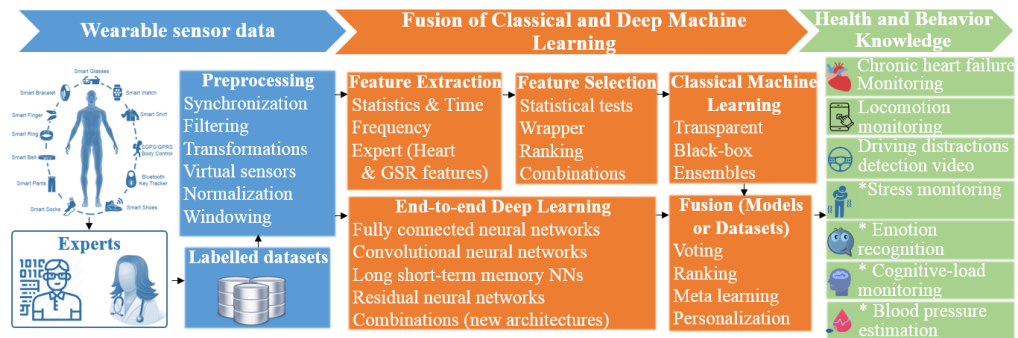 Wearable sensor data
Fusion of Classical and Deep Machine
Learning
Health and Behavior
Knowledge
Smart Glasses
Smart Bracelet
Smart Watch
Smart Finger
Smart Shirt
Smart Ring
SGPS/GPRS
Body Control
Smart Belt
Smart Pants
Bluetooth
Key Tracker
Smart Socks
Smart Shoes
Experts
Preprocessing
Synchronization
Filtering
Transformations
Virtual sensors
Normalization
Windowing
Labelled datasets
Feature Extraction
Statistics & Time
Frequency
Expert (Heart
& GSR features)
Feature Selection
Statistical tests
Wrapper
Ranking
Combinations
Classical Machine
Learning
Transparent
Black-box
Ensembles
End-to-end Deep Learning
Fully connected neural networks
Convolutional neural networks
Long short-term memory NNs
Residual neural networks
Combinations (new architectures)
Fusion (Models
or Datasets)
Voting
Ranking
Meta learning
Personalization
Chronic heart failure
Monitoring
Locomotion
monitoring
Driving distractions
detection video
*Stress monitoring
* Emotion
recognition
* Cognitive-load
monitoring
* Blood pressure
estimation